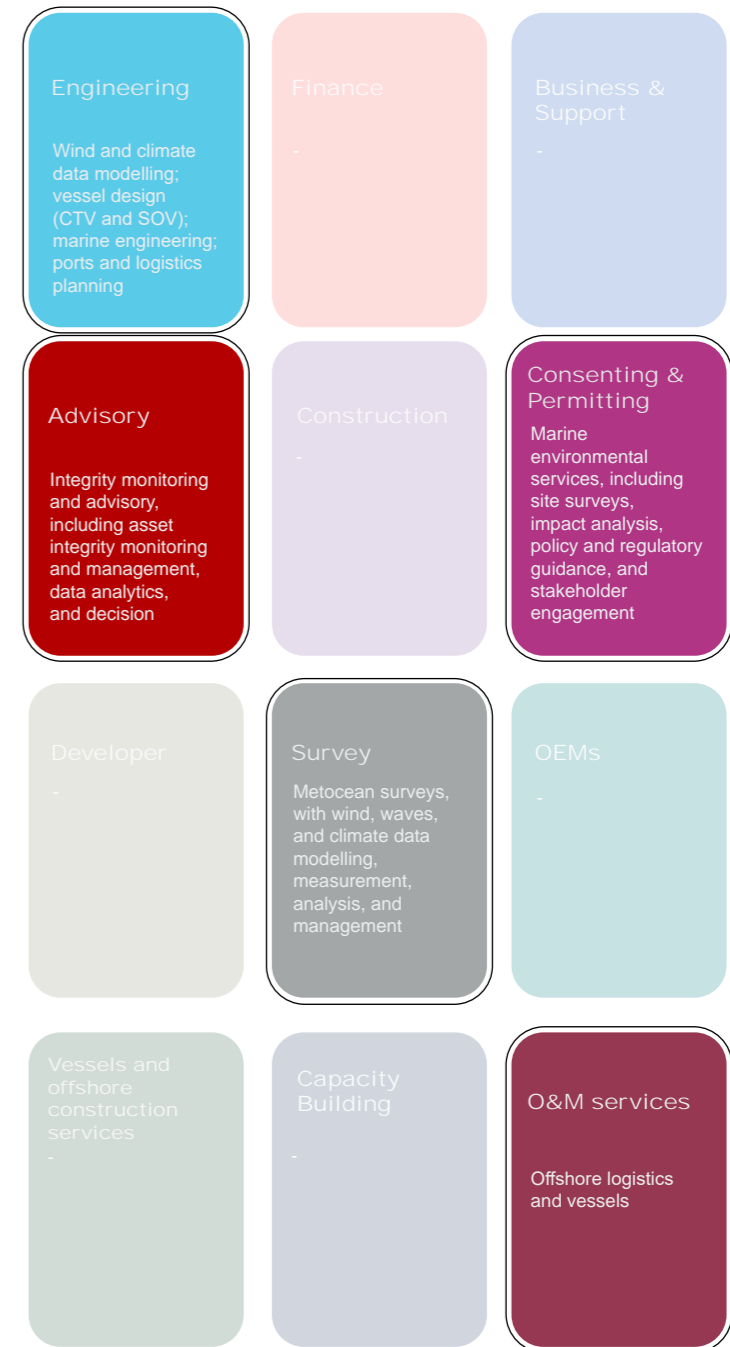 Engineering
Wind and climate
data modelling;
vessel design
(CTV and SOV);
marine engineering;
ports and logistics
planning
Finance
-
Business &
Support
-
Advisory
Integrity monitoring
and advisory,
including asset
integrity monitoring
and management,
data analytics,
and decision
Construction
-
Consenting &
Permitting
Marine
environmental
services, including
site surveys,
impact analysis,
policy and regulatory
guidance, and
stakeholder
engagement
Developer
-
Survey
Metocean surveys,
with wind, waves,
and climate data
modelling,
measurement,
analysis, and
management
OEMs
-
Vessels and
offshore
construction
services
-
Capacity
Building
-
O&M services
Offshore logistics
and vessels